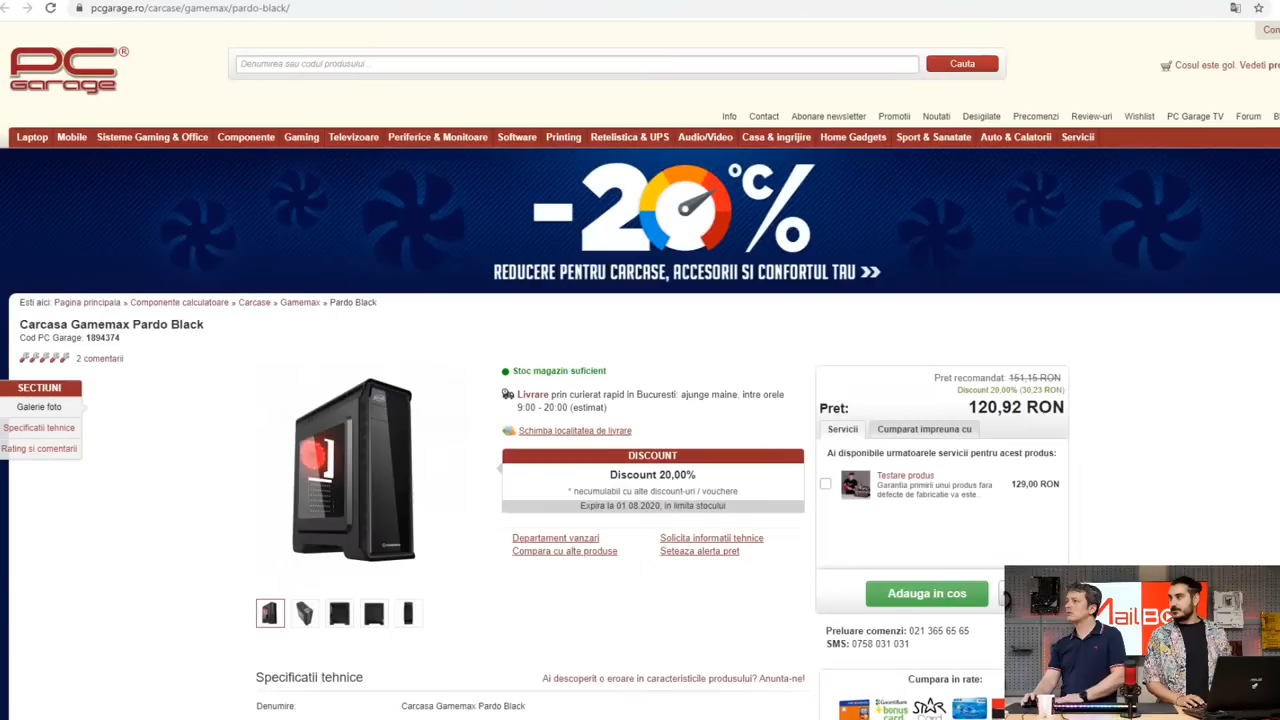 pcgarage.ro/carcase/gamemax/pardo-black/
PC
garage
®
Denumirea sau codul produsului ..
Cauta
Cosul este gol. Vedeti
Info Contact Abonare newsletter Promotii Noutati Desigilate Precomenzi Review-uri Wishlist PC Garage TV Forum
Laptop Mobile Sisteme Gaming & Office Componente Gaming Televizoare Periferice & Monitoare Software Printing Retelistica & UPS Audio/Video Casa & ingrijire Home Gadgets Sport & Sanatate Auto & Calatorii Servicii
-20°C/%
REDUCERE PENTRU CARCASE, ACCESORII SI CONFORTUL TAU >>
Esti aici: Pagina principala » Componente calculatoare » Carcase » Gamemax » Pardo Black
Carcasa Gamemax Pardo Black
Cod PC Garage: 1894374
2 comentarii
SECTIUNI
Galerie foto
Specificatii tehnice
Rating si comentarii
Stoc magazin suficient
Livrare prin curierat rapid in Bucuresti: ajunge maine, intre orele
9:00 - 20:00 (estimat)
Schimba localitatea de livrare
DISCOUNT
Discount 20,00%
* necumulabil cu alte discount-uri / vouchere
Expira la 01.08.2020, in limita stocului
Departament vanzari Solicita informatii tehnice
Compara cu alte produse Seteaza alerta pret
Pret recomandat: 151,15 RON
Discount 20,00% (30,23 RON)
Pret: 120,92 RON
Servicii Cumparat impreuna cu
Ai disponibile urmatoarele servicii pentru acest produs:
Testare produs
Garantia primirii unui produs fara
defecte de fabricatie va este..
129,00 RON
Adauga in cos
Preluare comenzi: 021 365 65 65
SMS: 0758 031 031
Cumpara in rate:
GarantiBank
bonus
card
STAR
Card
Specificatii tehnice
Ai descoperit o eroare in caracteristicile produsului? Anunta-ne!
Denumire: Carcasa Gamemax Pardo Black